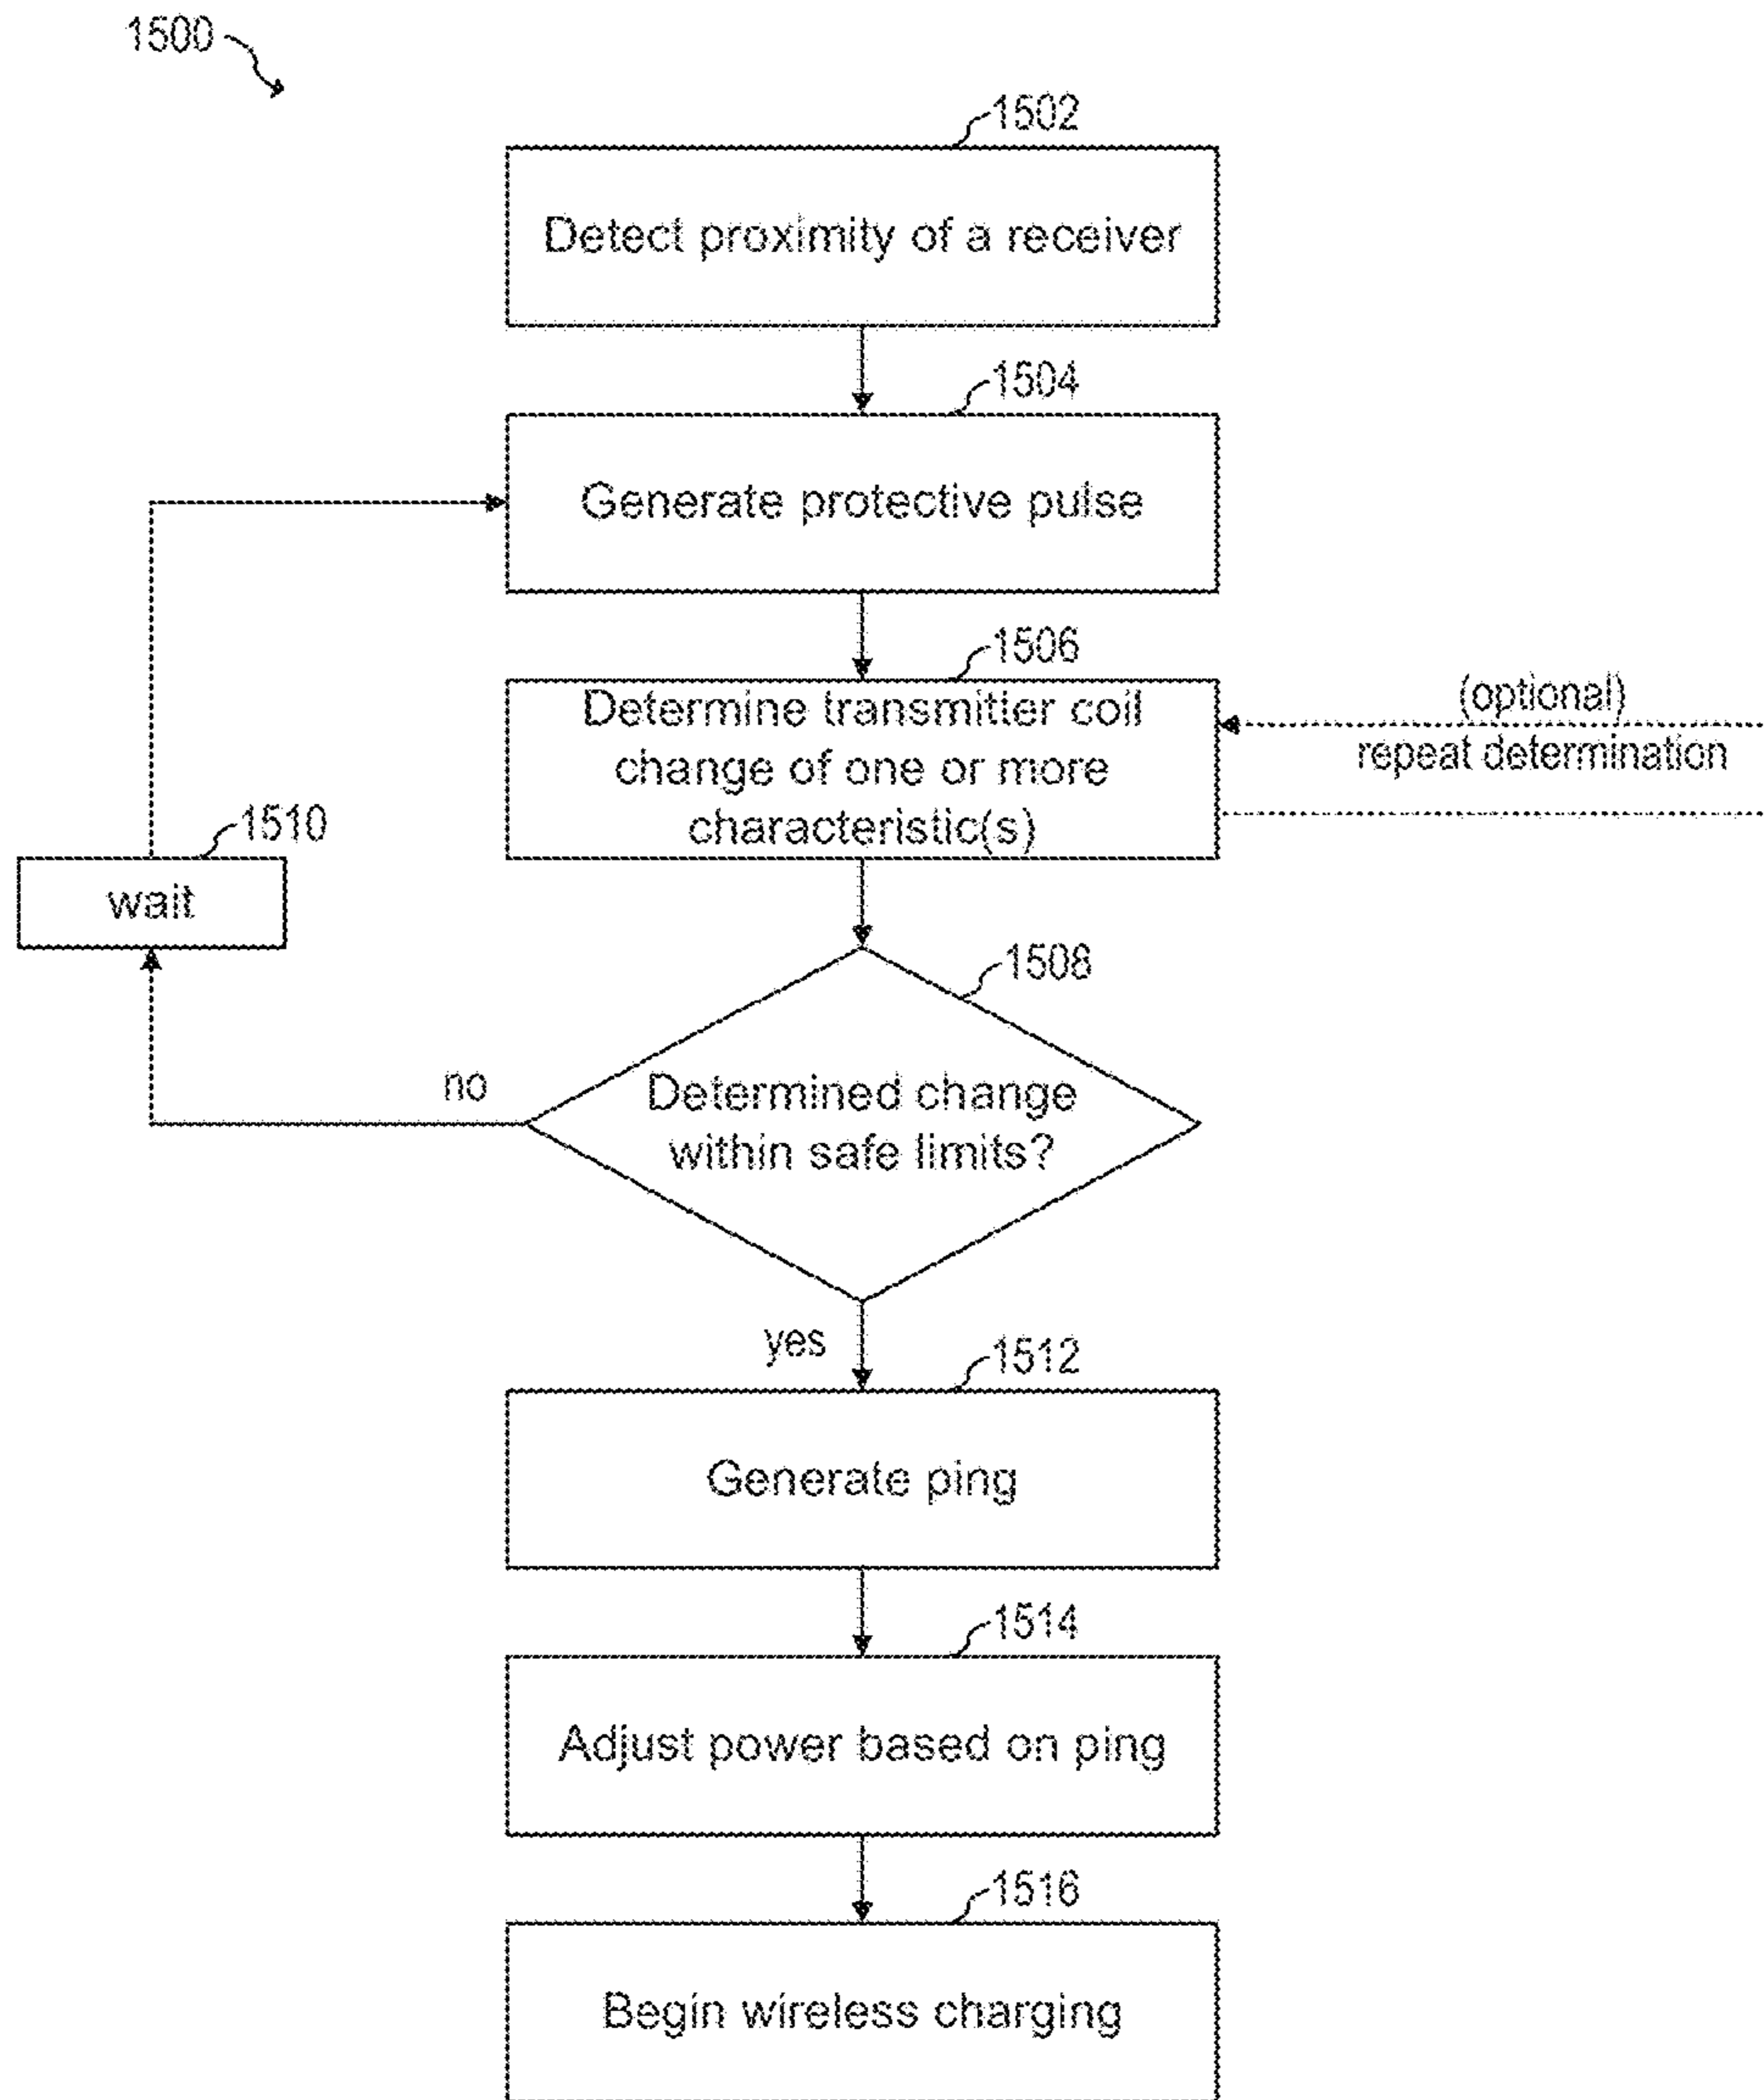 1500
1502
Detect proximity of a receiver
1504
Generate protective pulse
1506
Determine transmitter coil
change of one or more
characteristic(s)
(optional)
repeat determination
1510
wait
1508
Determined change
within safe limits?
no
yes
1512
Generate ping
1514
Adjust power based on ping
1516
Begin wireless charging